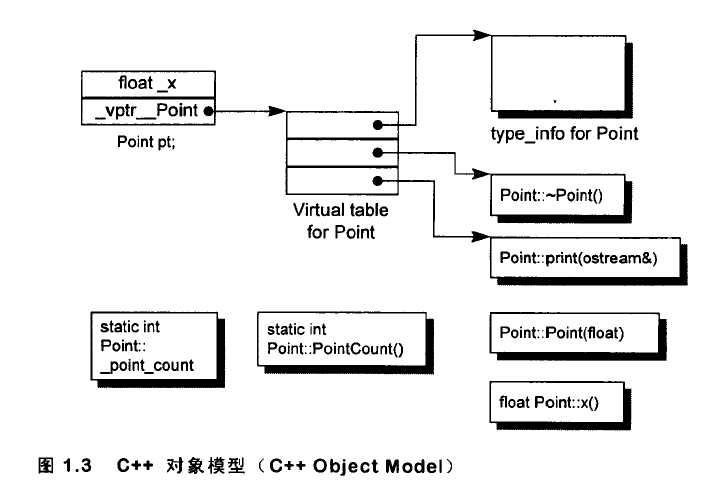 float _x
_vptr__Point
Point pt;
Virtual table
for Point
type_info for Point
Point::~Point()
Point::print(ostream&)
static int
Point::
_point_count
static int
Point::PointCount()
Point::Point(float)
float Point::x()
图 1.3 C++ 对象模型（C++ Object Model）